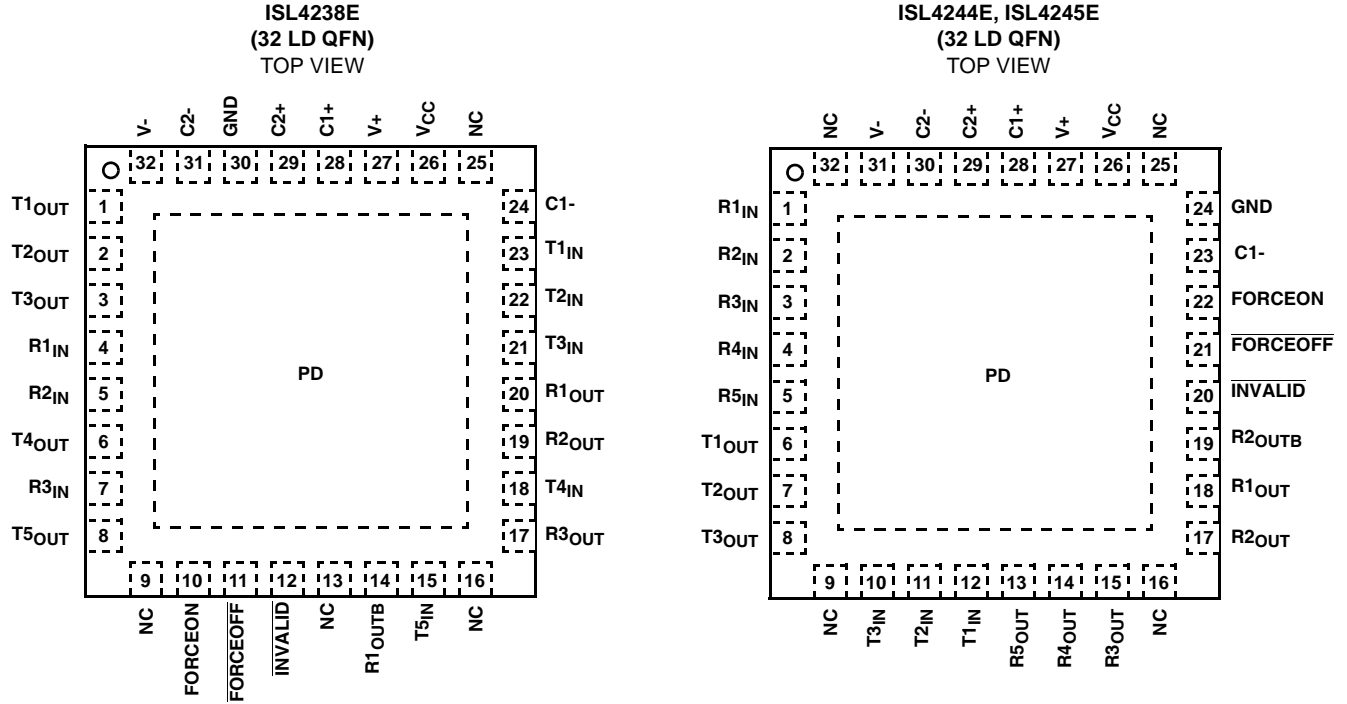 ISL4238E
(32 LD QFN)
TOP VIEW
V-
C2-
GND
C2+
C1+
V+
VCC
NC
32 31 30 29 28 27 26 25
T1OUT 1
T2OUT 2
T3OUT 3
R1IN 4
R2IN 5
T4OUT 6
R3IN 7
T5OUT 8
PD
24 C1-
23 T1IN
22 T2IN
21 T3IN
20 R1OUT
19 R2OUT
18 T4IN
17 R3OUT
9 10 11 12 13 14 15 16
NC
FORCEON
FORCEOFF
INVALID
NC
R1OUTB
T5IN
NC
ISL4244E, ISL4245E
(32 LD QFN)
TOP VIEW
NC
V-
C2-
C2+
C1+
V+
VCC
NC
32 31 30 29 28 27 26 25
R1IN 1
R2IN 2
R3IN 3
R4IN 4
R5IN 5
T1OUT 6
T2OUT 7
T3OUT 8
PD
24 GND
23 C1-
22 FORCEON
21 FORCEOFF
20 INVALID
19 R2OUTB
18 R1OUT
17 R2OUT
9 10 11 12 13 14 15 16
NC
T3IN
T2IN
T1IN
R5OUT
R4OUT
R3OUT
NC